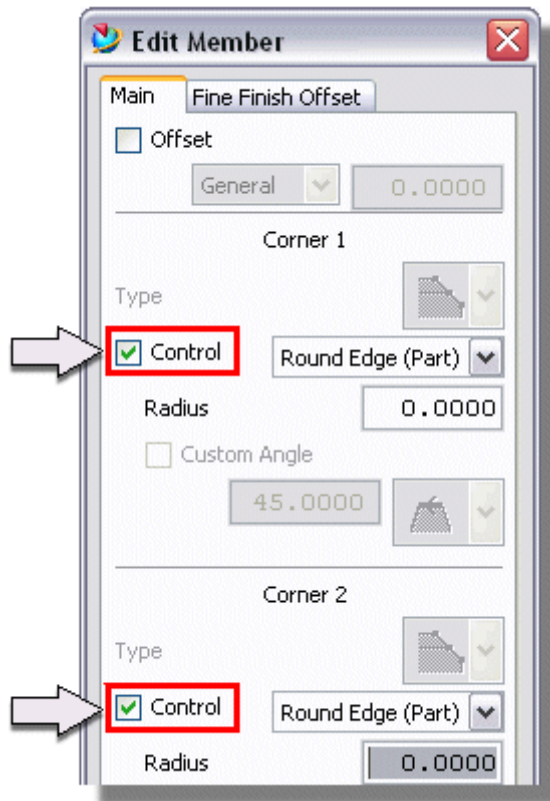 Edit Member
Main Fine Finish Offset
Offset
General 0.0000
Corner 1
Type
Control Round Edge (Part)
Radius 0.0000
Custom Angle
45.0000
Corner 2
Type
Control Round Edge (Part)
Radius 0.0000